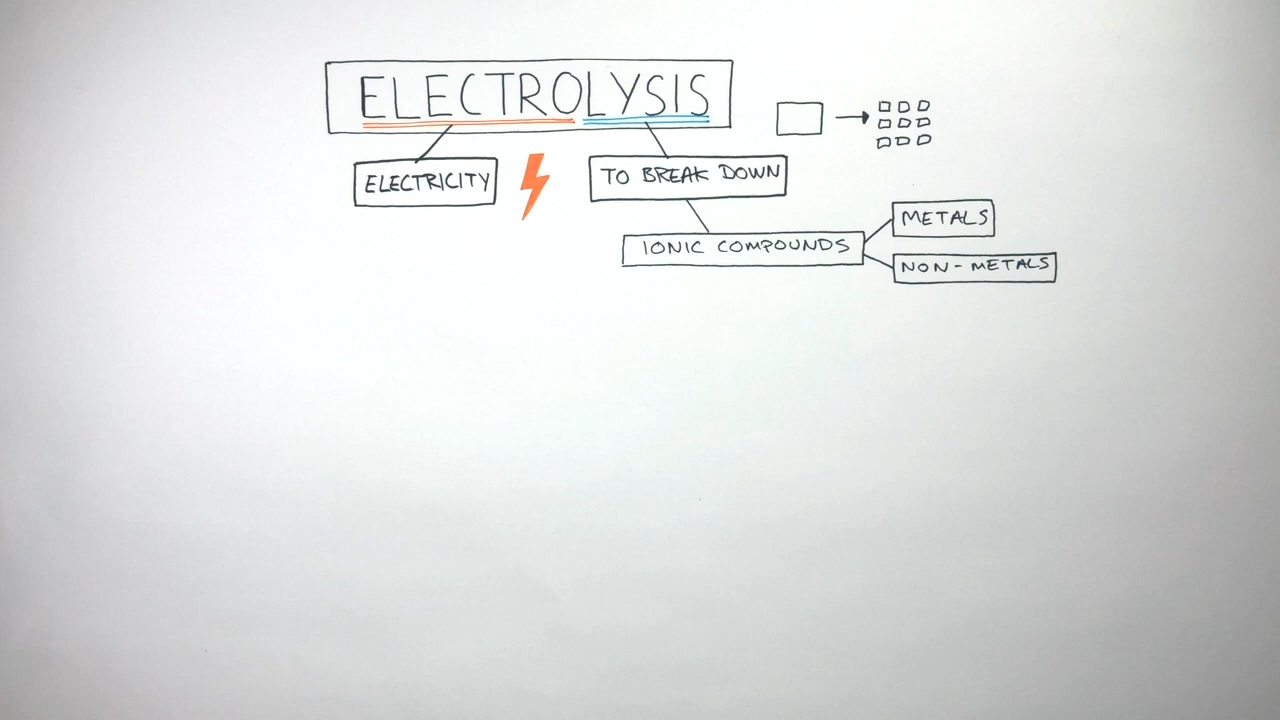 ELECTROLYSIS
ELECTRICITY
TO BREAK DOWN
IONIC COMPOUNDS
METALS
NON-METALS